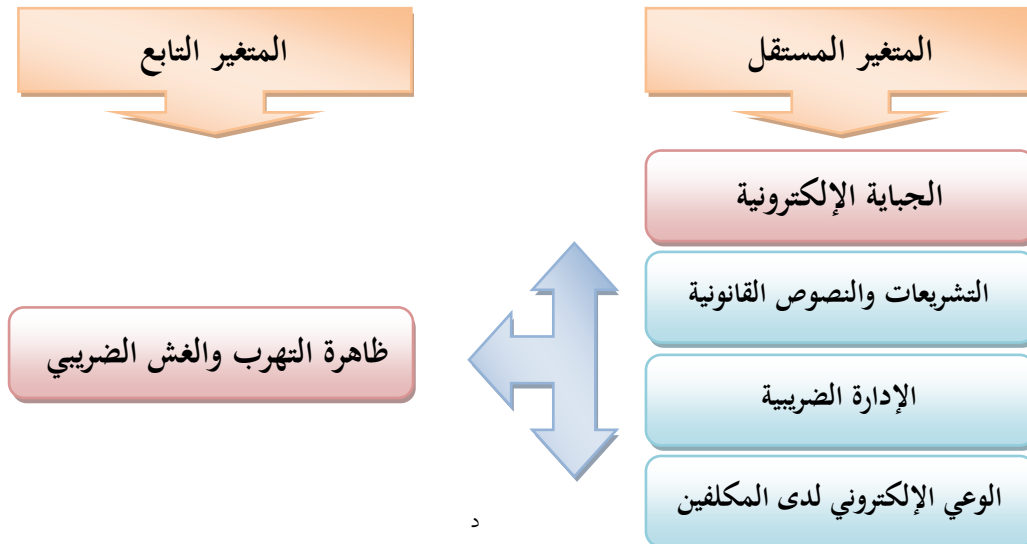 المتغير المستقل
المتغير التابع
الجباية الإلكترونية
التشريعات والنصوص القانونية
ظاهرة التهرب والغش الضريبي
الإدارة الضريبية
الوعي الإلكتروني لدى المكلفين
د